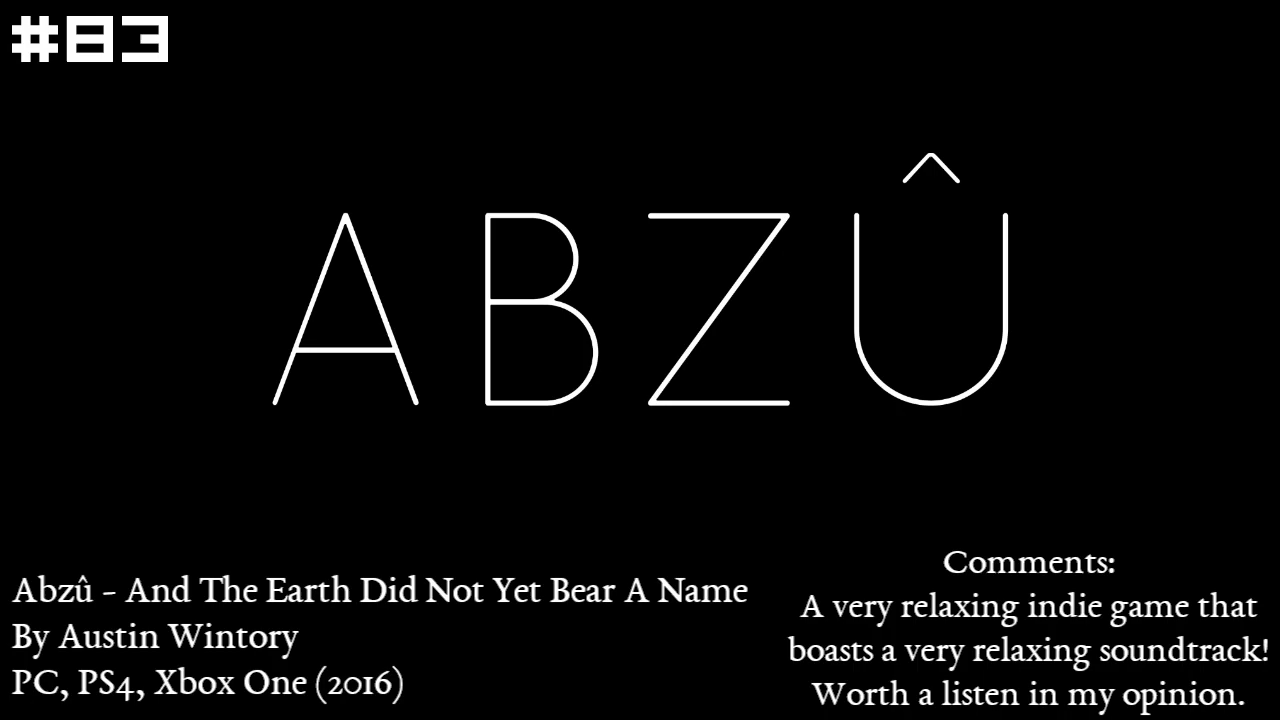 #83
ABZÛ
Abzû - And The Earth Did Not Yet Bear A Name
By Austin Wintory
PC, PS4, Xbox One (2016)
Comments:
A very relaxing indie game that
boasts a very relaxing soundtrack!
Worth a listen in my opinion.